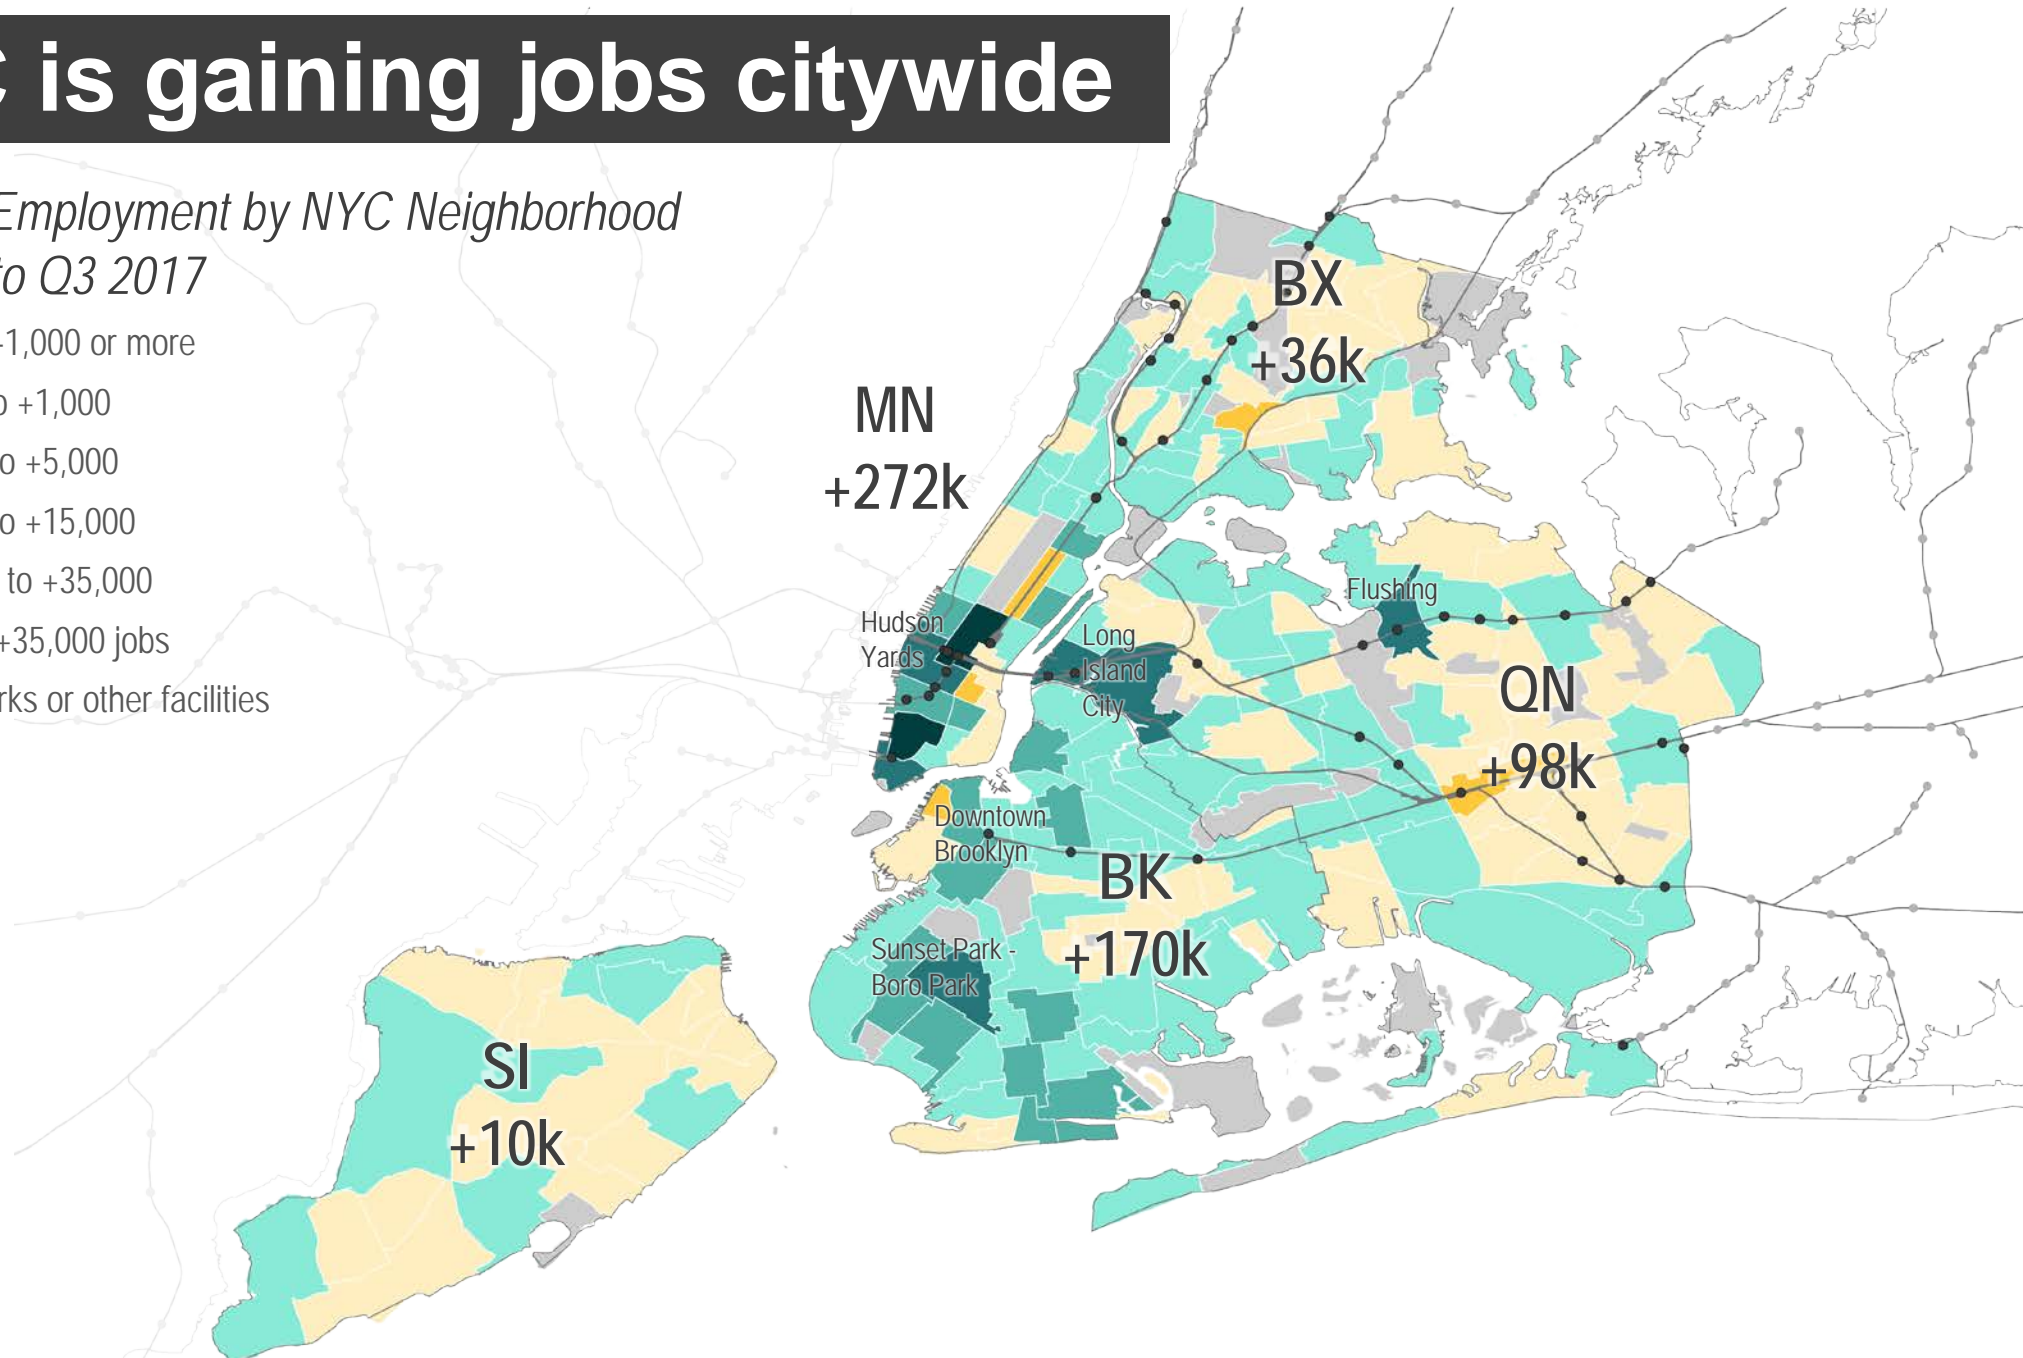 is gaining jobs citywide
Employment by NYC Neighborhood
to Q3 2017
-1,000 or more
+1,000
to +5,000
to +15,000
to +35,000
+35,000 jobs
or other facilities
BX
+36k
MN
+272k
Flushing
Hudson
Yards
Long
Island
City
QN
+98k
Downtown
Brooklyn
BK
+170k
Sunset Park -
Boro Park
SI
+10k